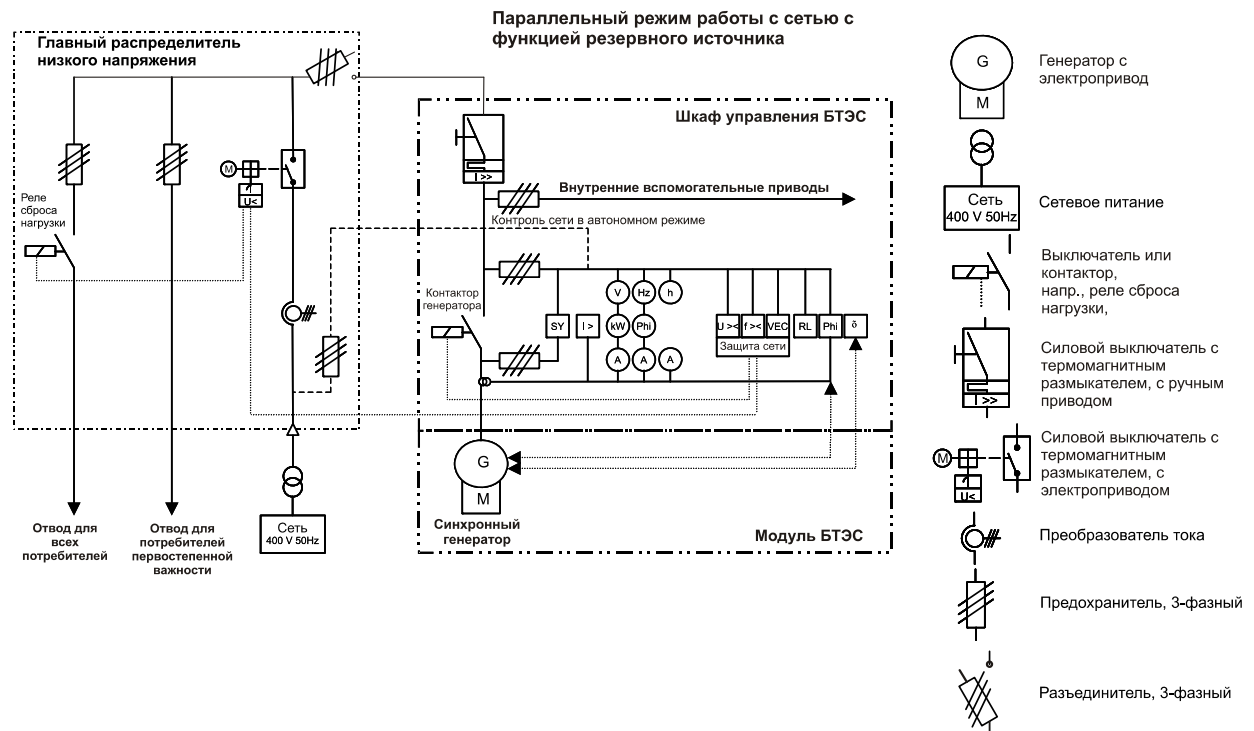 Параллельный режим работы с сетью с
функцией резервного источника
Главный распределитель
низкого напряжения
Шкаф управления БТЭС
I >>
Внутренние вспомогательные приводы
Контроль сети в автономном режиме
Реле
сброса
нагрузки
M
U<
Контактор
генератора
V
Hz
h
SY
I >
kW
Phi
U ><
f ><
VEC
RL
Phi
A
A
A
Защита сети
G
M
Синхронный
генератор
Модуль БТЭС
Отвод для
всех
потребителей
Отвод для
потребителей
первостепенной
важности
Сеть
400 V 50Hz
G
M
Генератор с
электропривод
Сеть
400 V 50Hz
Сетевое питание
Выключатель или
контактор,
напр., реле сброса
нагрузки,
I >>
Силовой выключатель с
термомагнитным
размыкателем, с ручным
приводом
M
U<
Силовой выключатель с
термомагнитным
размыкателем, с
электроприводом
Преобразователь тока
Предохранитель, 3-фазный
Разъединитель, 3-фазный